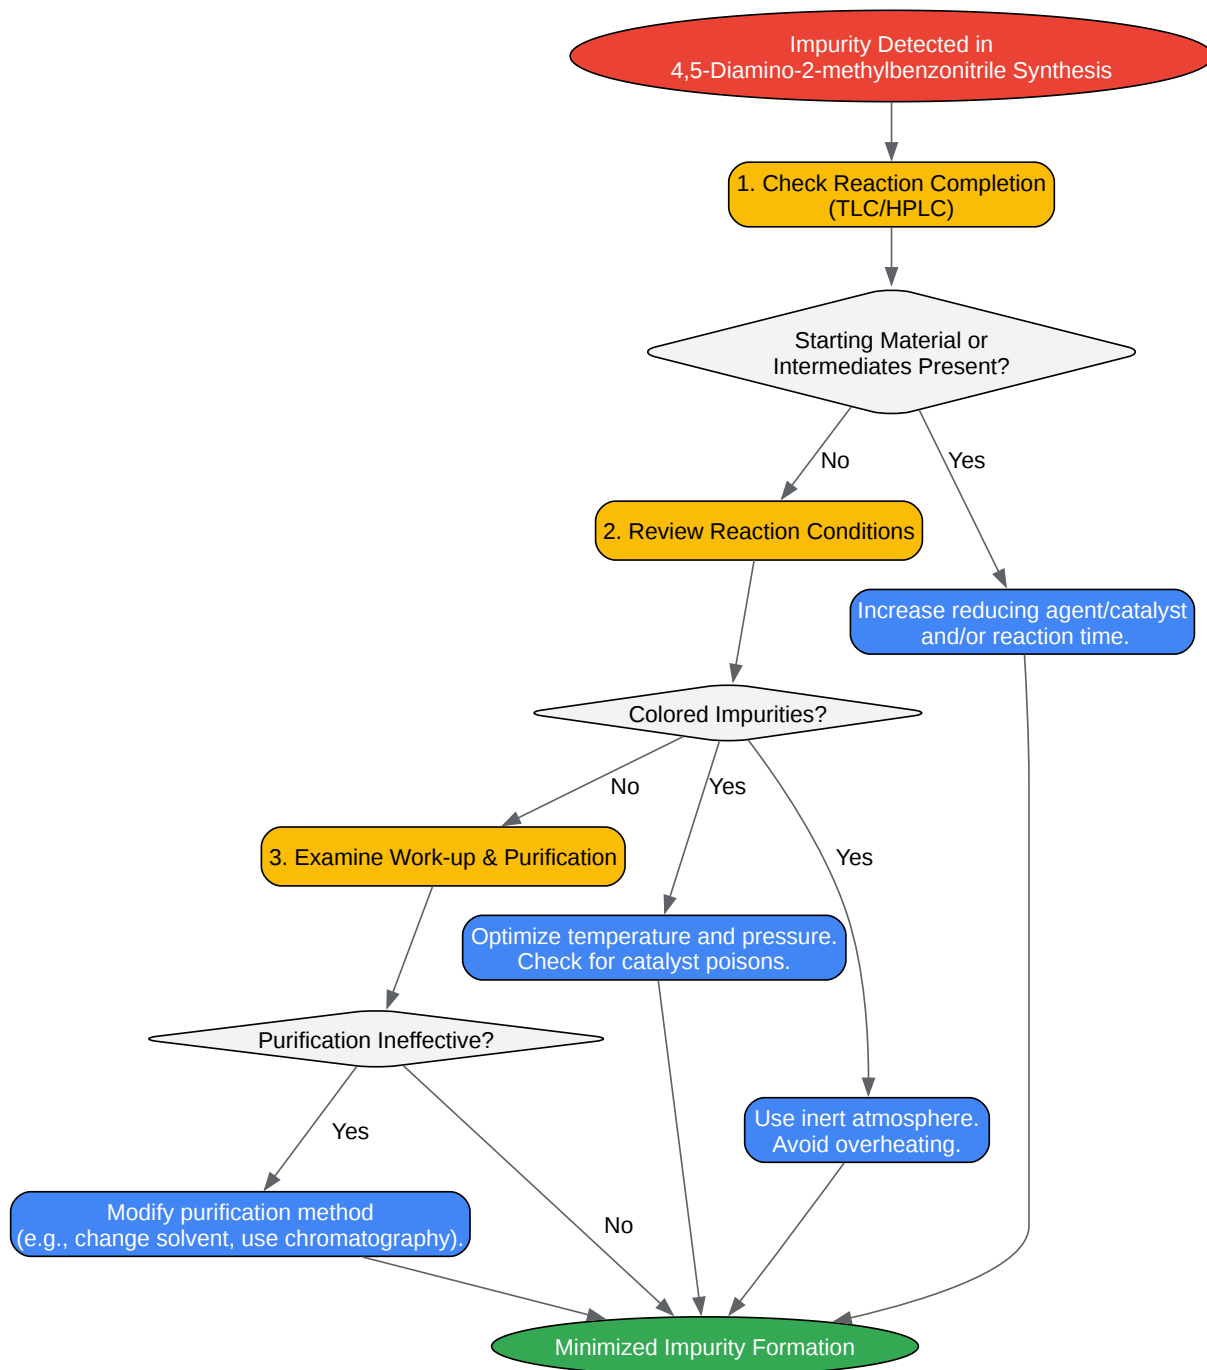 Impurity Detected in
4,5-Diamino-2-methylbenzonitrile Synthesis
1. Check Reaction Completion
(TLC/HPLC)
Starting Material or
Intermediates Present?
No
Yes
2. Review Reaction Conditions
Increase reducing agent/catalyst
and/or reaction time.
Colored Impurities?
No
Yes
Yes
3. Examine Work-up & Purification
Optimize temperature and pressure.
Check for catalyst poisons.
Purification Ineffective?
Use inert atmosphere.
Avoid overheating.
Yes
No
Modify purification method
(e.g., change solvent, use chromatography).
Minimized Impurity Formation